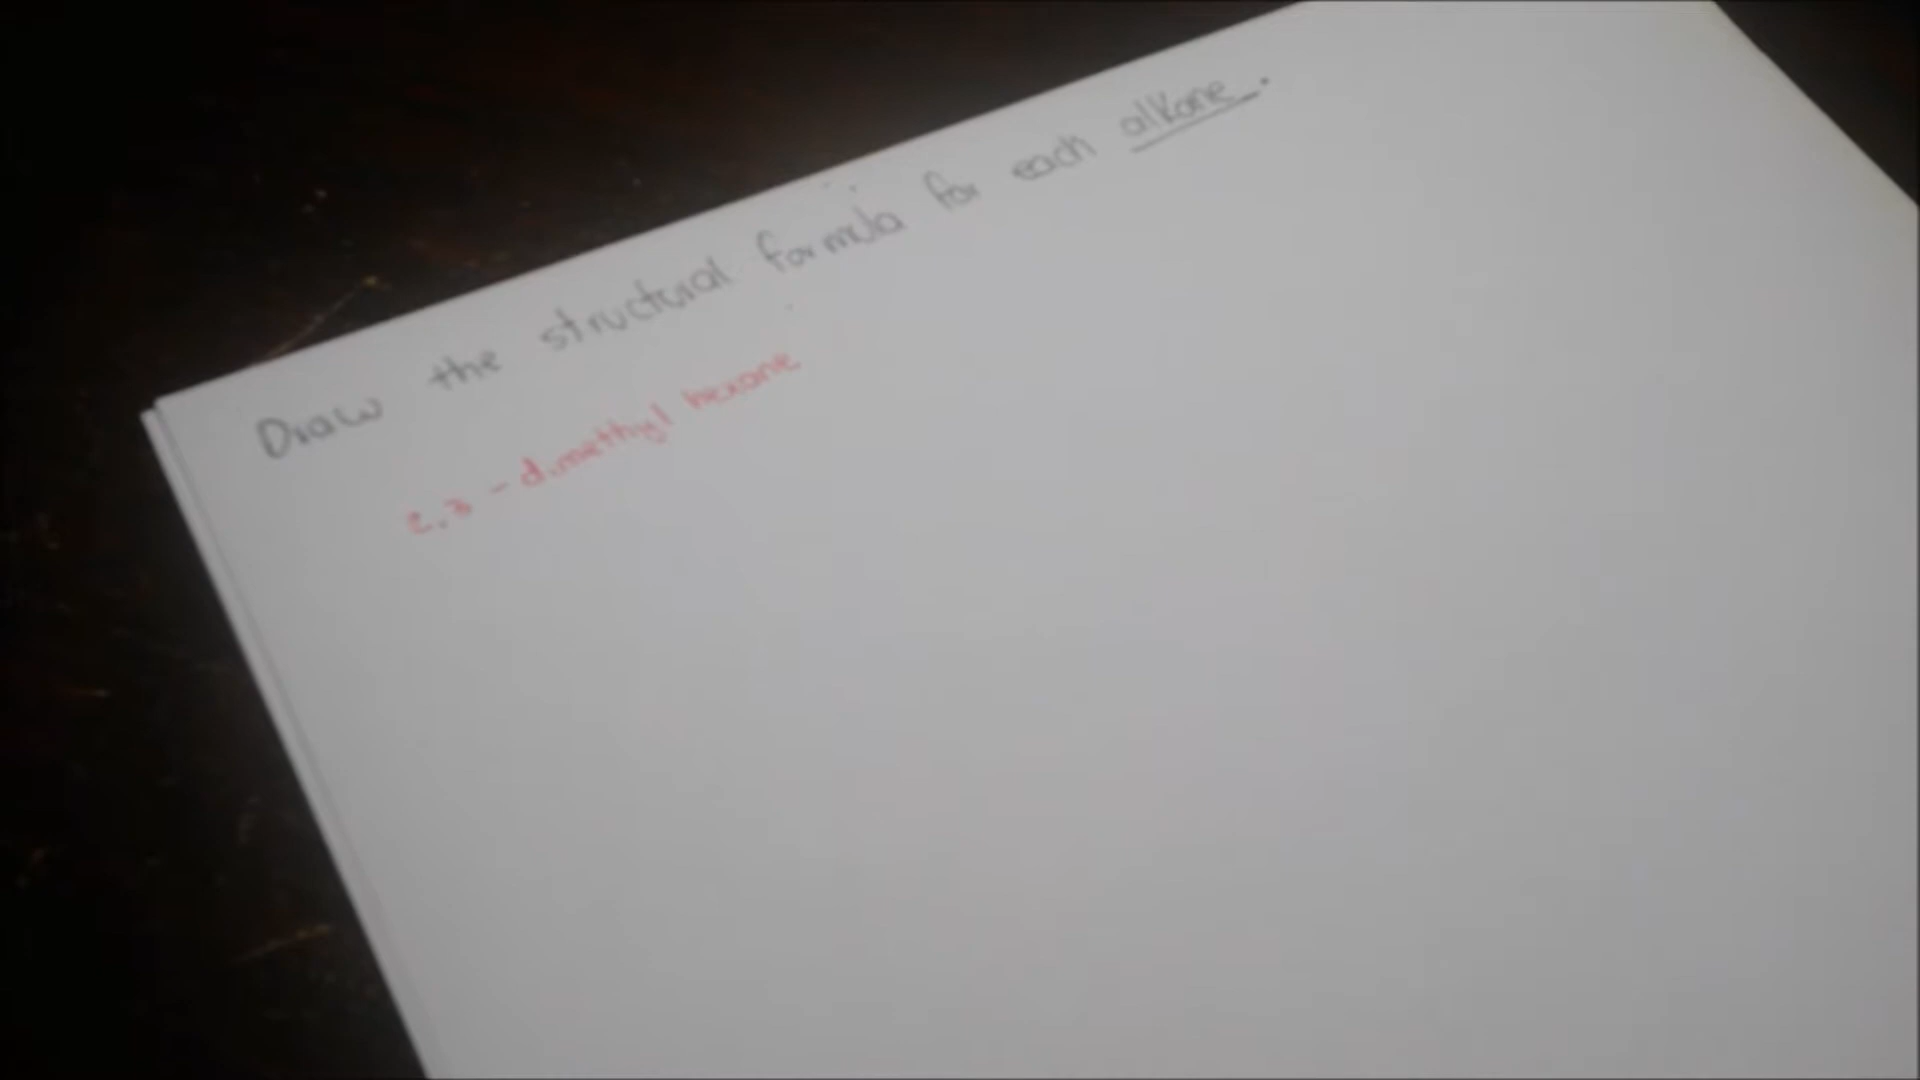 Draw the structural formula for each alkane.
2,3 - dimethyl hexane